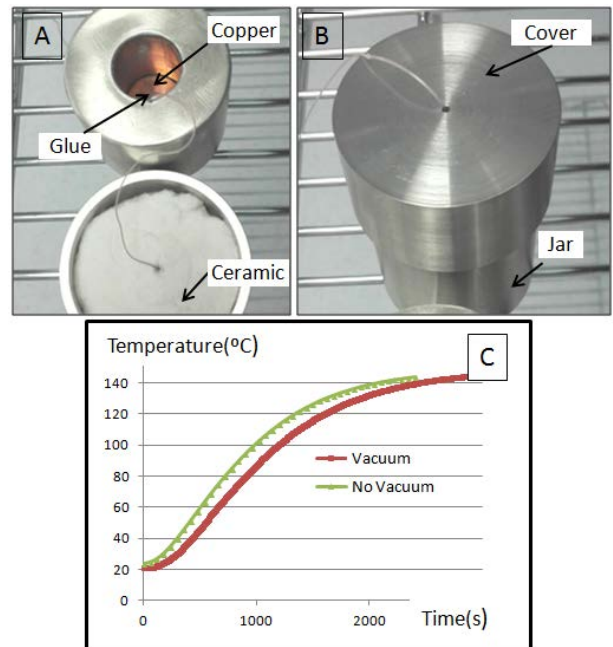 A
Copper
Glue
Ceramic
B
Cover
Jar
Temperature(ºC)
C
140
120
100
80
60
40
20
0
Vacuum
No Vacuum
0
1000
2000
Time(s)